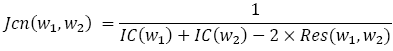 Jcn(w₁,w₂) = 1 / (IC(w₁) + IC(w₂) − 2 × Res(w₁,w₂))